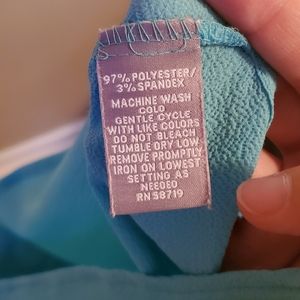 97% POLYESTER/
3% SPANDEX
MACHINE WASH
COLD
GENTLE CYCLE
WITH LIKE COLORS
DO NOT BLEACH
TUMBLE DRY LOW
REMOVE PROMPTLY
IRON ON LOWEST
SETTING AS
NEEDED
RN 58719